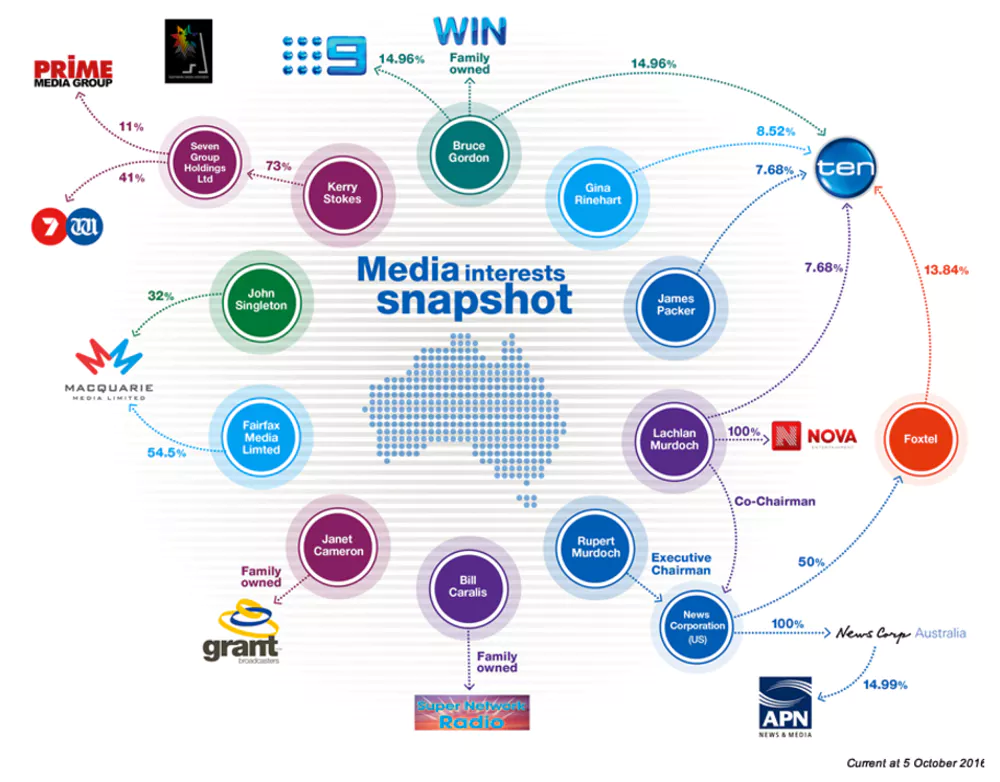 WIN
Family
owned
14.96%
14.96%
9
PRiME
MEDIA GROUP
11%
41%
7
Seven
Group
Holdings
Ltd
73%
Kerry
Stokes
Bruce
Gordon
Gina
Rinehart
8.52%
7.68%
ten
Media interests
snapshot
John
Singleton
32%
MACQUARIE
MEDIA LIMITED
James
Packer
7.68%
13.84%
Fairfax
Media
Limted
54.5%
Lachlan
Murdoch
100%
N NOVA
ENTERTAINMENT
Foxtel
Co-Chairman
Janet
Cameron
Family
owned
grant
broadcasters
Bill
Caralis
Family
owned
Super Network
Radio
Rupert
Murdoch
Executive
Chairman
News
Corporation
(US)
50%
100%
News Corp Australia
14.99%
APN
NEWS & MEDIA
Current at 5 October 2016